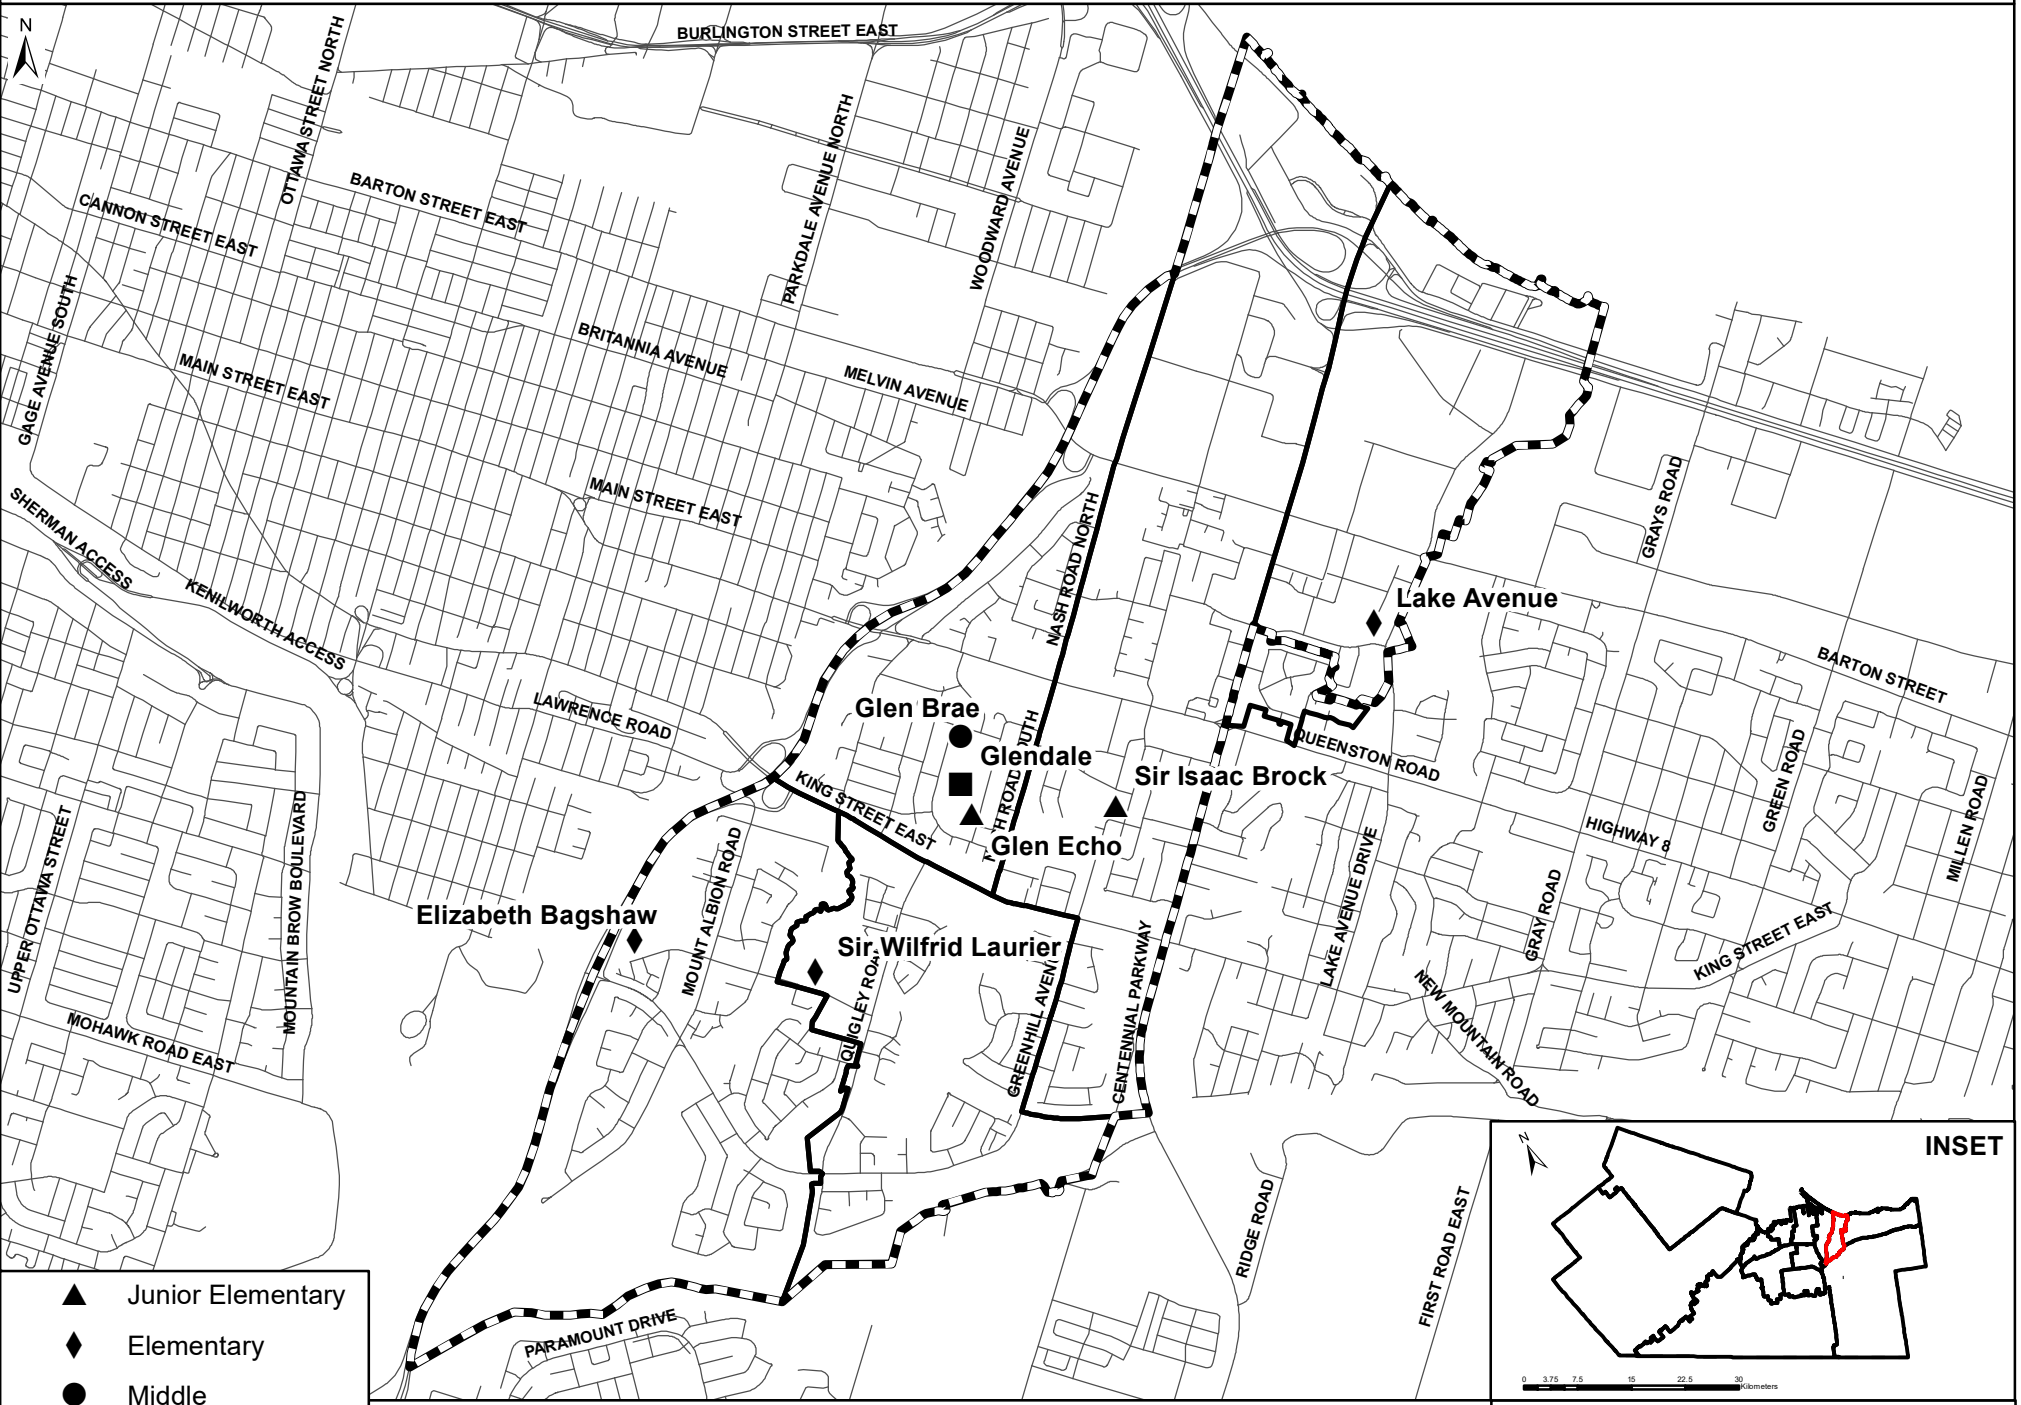 N
BURLINGTON STREET EAST
OTTAWA STREET NORTH
PARKDALE AVENUE NORTH
WOODWARD AVENUE
BARTON STREET EAST
CANNON STREET EAST
GAGE AVENUE SOUTH
BRITANNIA AVENUE
MAIN STREET EAST
MELVIN AVENUE
MAIN STREET EAST
SHERMAN ACCESS
KENILWORTH ACCESS
NASH ROAD NORTH
GRAYS ROAD
Lake Avenue
BARTON STREET
LAWRENCE ROAD
Glen Brae
Glendale
QUEENSTON ROAD
Sir Isaac Brock
KING STREET EAST
Glen Echo
HIGHWAY 8
GREEN ROAD
MILLEN ROAD
UPPER OTTAWA STREET
MOUNTAIN BROW BOULEVARD
MOUNT ALBION ROAD
Elizabeth Bagshaw
Sir Wilfrid Laurier
QUIGLEY ROAD
GREENHILL AVENUE
CENTENNIAL PARKWAY
LAKE AVENUE DRIVE
GRAY ROAD
KING STREET EAST
NEW MOUNTAIN ROAD
MOHAWK ROAD EAST
RIDGE ROAD
FIRST ROAD EAST
PARAMOUNT DRIVE
Junior Elementary
Elementary
Middle
INSET
N
0 3.75 7.5 15 22.5 30
Kilometers